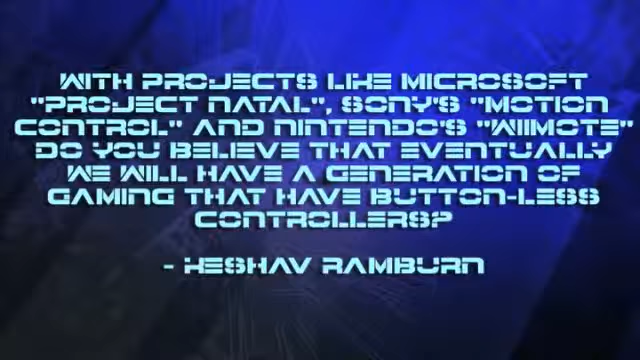 WITH PROJECTS LIKE MICROSOFT
"PROJECT NATAL", SONY'S "MOTION
CONTROL" AND NINTENDO'S "WIIMOTE"
DO YOU BELIEVE THAT EVENTUALLY
WE WILL HAVE A GENERATION OF
GAMING THAT HAVE BUTTON-LESS
CONTROLLERS?
- KESHAV RAMBURN